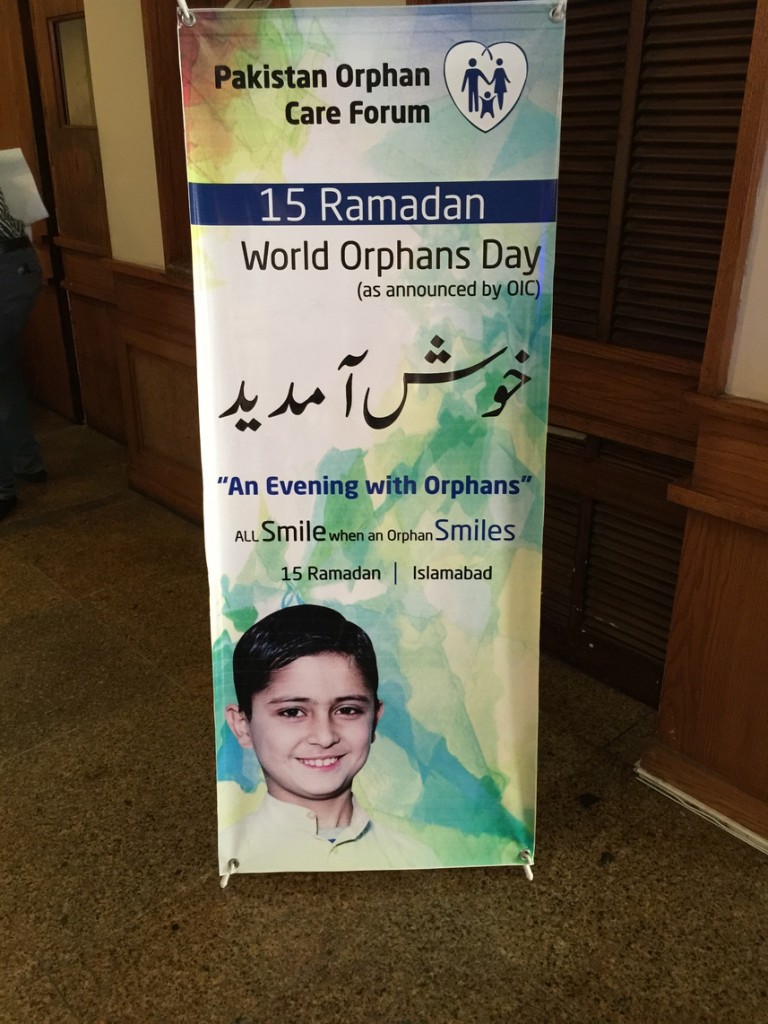 Pakistan Orphan
Care Forum
15 Ramadan
World Orphans Day
(as announced by OIC)
خوش آمدید
“An Evening with Orphans”
ALL Smile when an Orphan Smiles
15 Ramadan | Islamabad